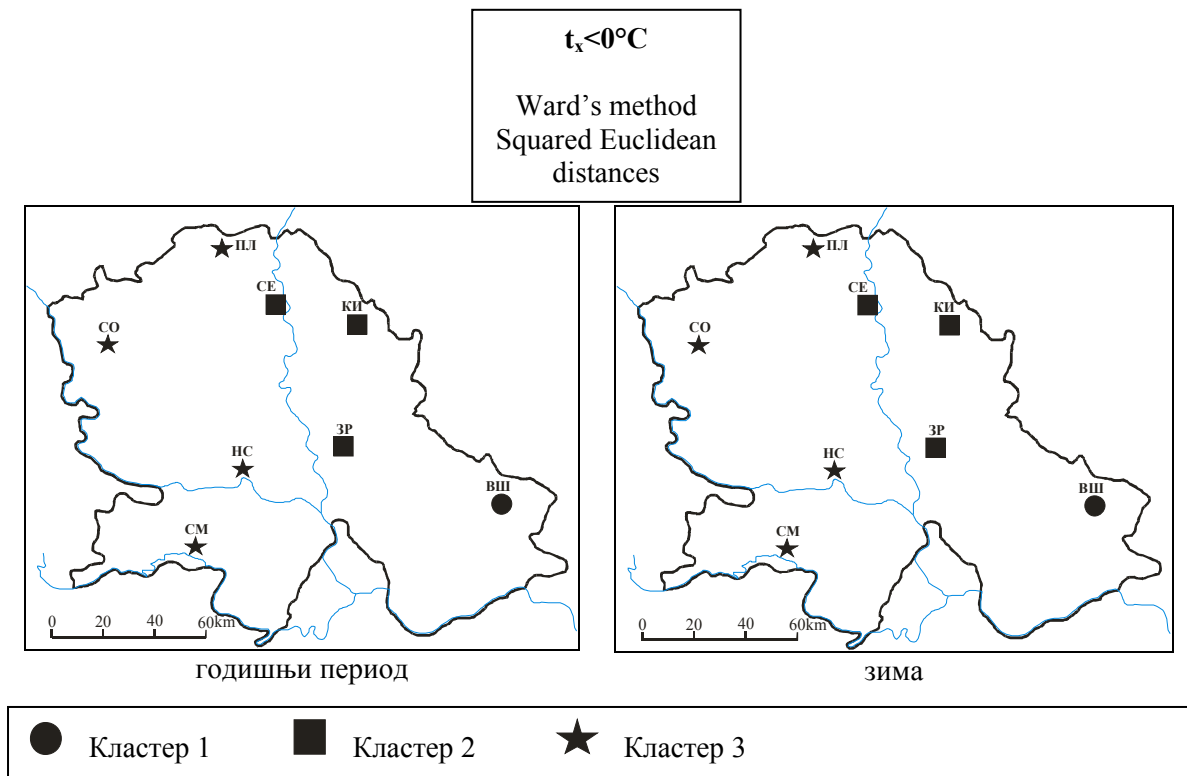 tx<0°C
Ward’s method
Squared Euclidean
distances
ПЛ
СЕ
КИ
СО
ЗР
НС
ВШ
СМ
0 20 40 60km
годишњи период
ПЛ
СЕ
КИ
СО
ЗР
НС
ВШ
СМ
0 20 40 60km
зима
Кластер 1 Кластер 2 Кластер 3